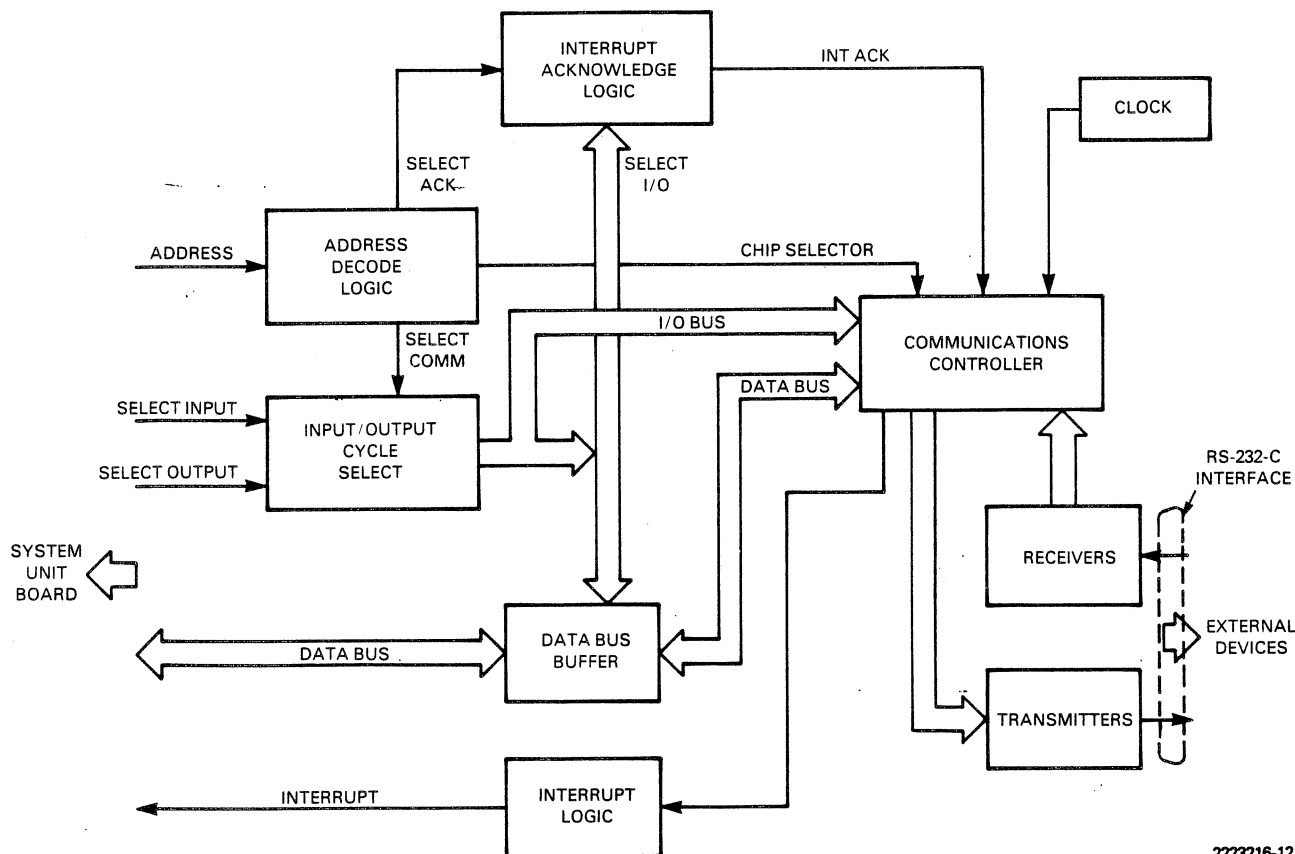 INTERRUPT
ACKNOWLEDGE
LOGIC
INT ACK
CLOCK
SELECT
ACK
SELECT
I/O
ADDRESS
ADDRESS
DECODE
LOGIC
CHIP SELECTOR
I/O BUS
SELECT
COMM
COMMUNICATIONS
CONTROLLER
DATA BUS
SELECT INPUT
INPUT/OUTPUT
CYCLE
SELECT
SELECT OUTPUT
RS-232-C
INTERFACE
SYSTEM
UNIT
BOARD
RECEIVERS
DATA BUS
DATA BUS
BUFFER
EXTERNAL
DEVICES
TRANSMITTERS
INTERRUPT
INTERRUPT
LOGIC
2223216-12